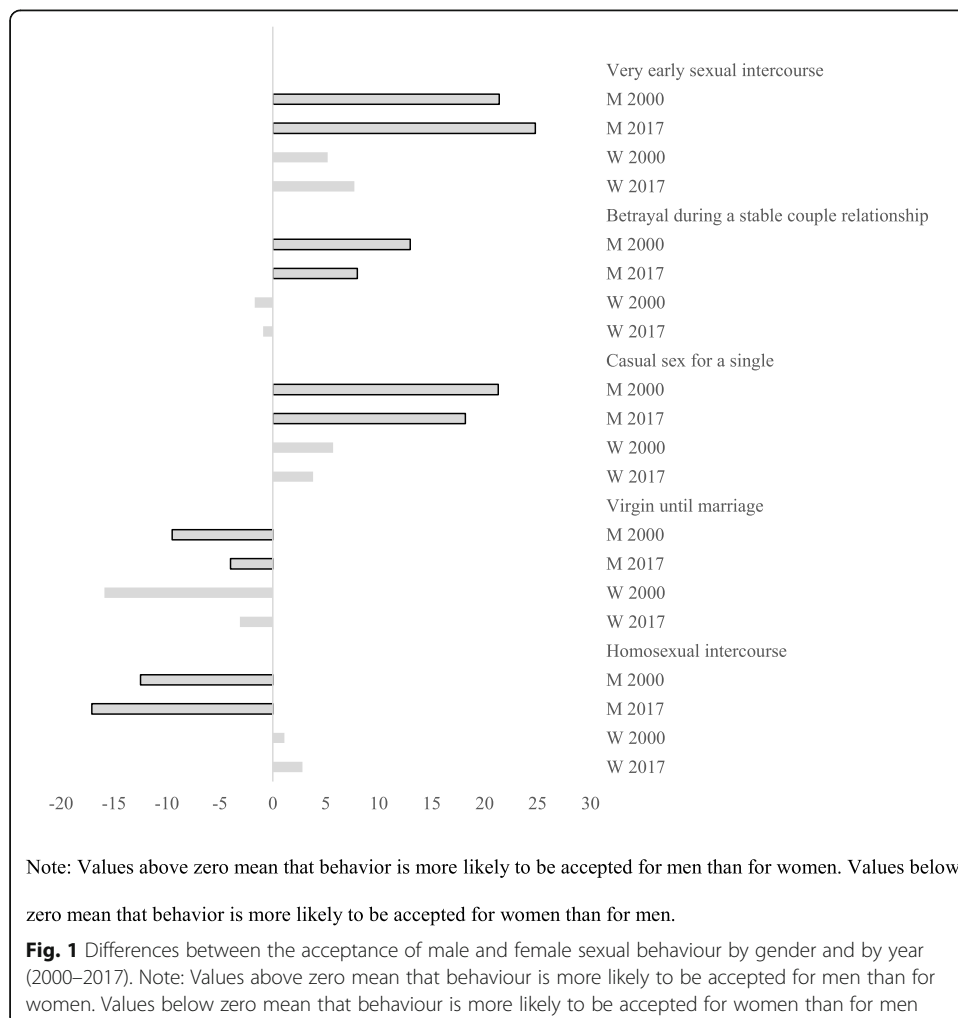 Very early sexual intercourse
M 2000
M 2017
W 2000
W 2017
Betrayal during a stable couple relationship
M 2000
M 2017
W 2000
W 2017
Casual sex for a single
M 2000
M 2017
W 2000
W 2017
Virgin until marriage
M 2000
M 2017
W 2000
W 2017
Homosexual intercourse
M 2000
M 2017
W 2000
W 2017
-20 -15 -10 -5 0 5 10 15 20 25 30
Note: Values above zero mean that behavior is more likely to be accepted for men than for women. Values below
zero mean that behavior is more likely to be accepted for women than for men.
Fig. 1 Differences between the acceptance of male and female sexual behaviour by gender and by year
(2000–2017). Note: Values above zero mean that behaviour is more likely to be accepted for men than for
women. Values below zero mean that behaviour is more likely to be accepted for women than for men